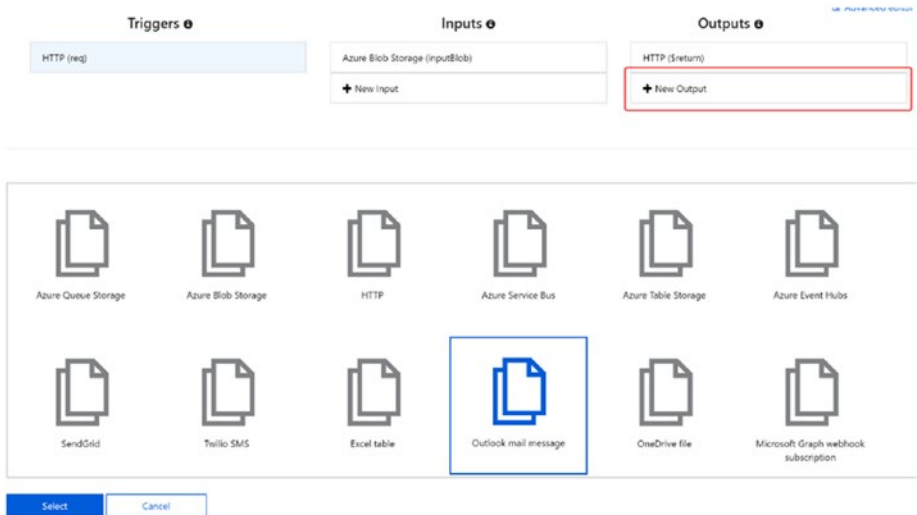 Advanced editor
Triggers
Inputs
Outputs
HTTP (req)
Azure Blob Storage (inputBlob)
HTTP ($return)
+ New Input
+ New Output
Azure Queue Storage
Azure Blob Storage
HTTP
Azure Service Bus
Azure Table Storage
Azure Event Hubs
SendGrid
Twilio SMS
Excel table
Outlook mail message
OneDrive file
Microsoft Graph webhook
subscription
Select
Cancel